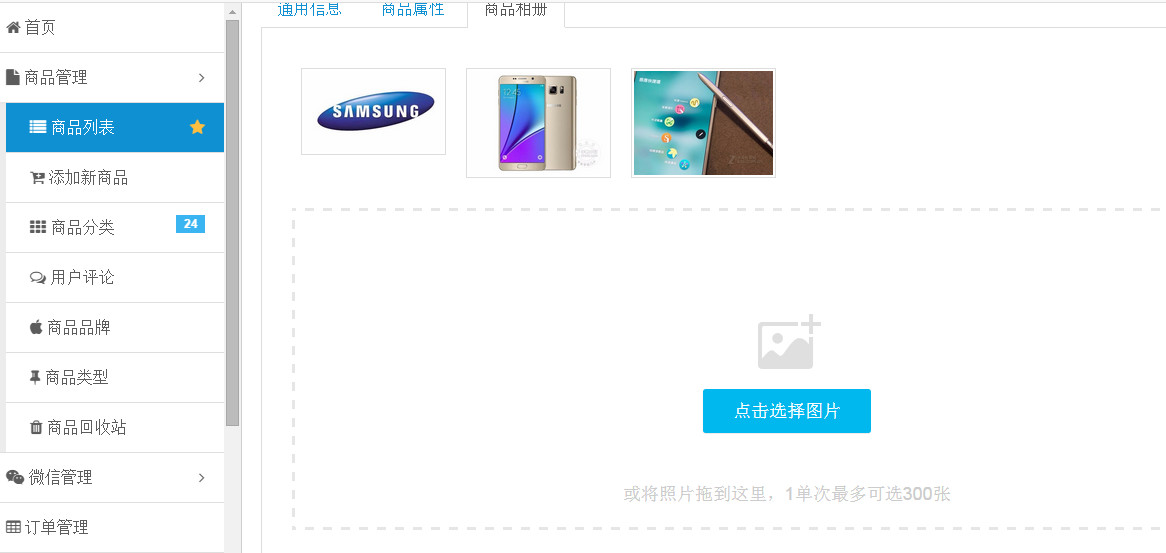 通用信息
商品属性
商品相册
首页
商品管理
商品列表
添加新商品
商品分类
24
用户评论
商品品牌
商品类型
商品回收站
微信管理
订单管理
SAMSUNG
12:45
点击选择图片
或将照片拖到这里，1单次最多可选300张